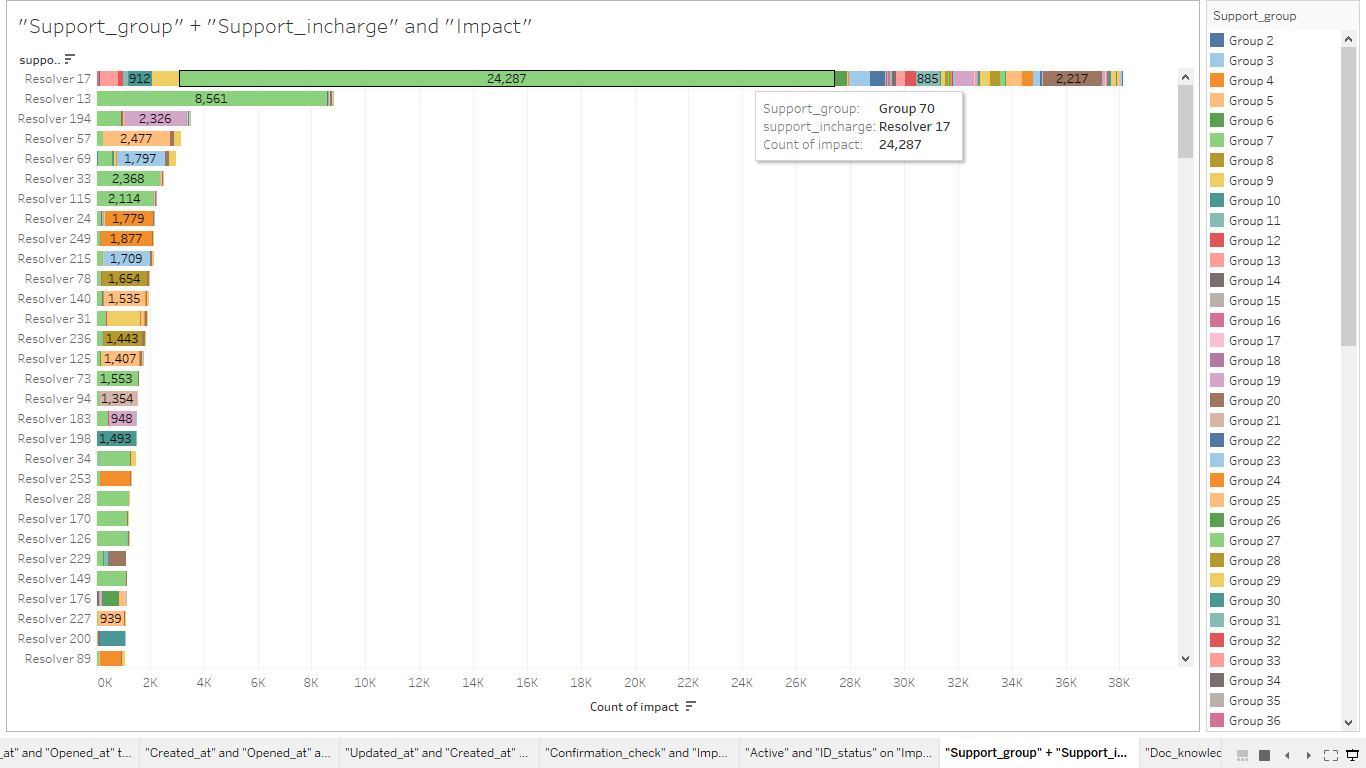 "Support_group" + "Support_incharge" and "Impact"
suppo..
Resolver 17 912 24,287 885 2,217
Resolver 13 8,561
Resolver 194 2,326
Resolver 57 2,477
Resolver 69 1,797
Resolver 33 2,368
Resolver 115 2,114
Resolver 24 1,779
Resolver 249 1,877
Resolver 215 1,709
Resolver 78 1,654
Resolver 140 1,535
Resolver 31
Resolver 236 1,443
Resolver 125 1,407
Resolver 73 1,553
Resolver 94 1,354
Resolver 183 948
Resolver 198 1,493
Resolver 34
Resolver 253
Resolver 28
Resolver 170
Resolver 126
Resolver 229
Resolver 149
Resolver 176
Resolver 227 939
Resolver 200
Resolver 89
Support_group: Group 70
support_incharge: Resolver 17
Count of impact: 24,287
0K 2K 4K 6K 8K 10K 12K 14K 16K 18K 20K 22K 24K 26K 28K 30K 32K 34K 36K 38K
Count of impact
Support_group
Group 2
Group 3
Group 4
Group 5
Group 6
Group 7
Group 8
Group 9
Group 10
Group 11
Group 12
Group 13
Group 14
Group 15
Group 16
Group 17
Group 18
Group 19
Group 20
Group 21
Group 22
Group 23
Group 24
Group 25
Group 26
Group 27
Group 28
Group 29
Group 30
Group 31
Group 32
Group 33
Group 34
Group 35
Group 36
_at" and "Opened_at" t... "Created_at" and "Opened_at" a... "Updated_at" and "Created_at" ... "Confirmation_check" and "Imp... "Active" and "ID_status" on "Imp... "Support_group" + "Support_i... "Doc_knowlec